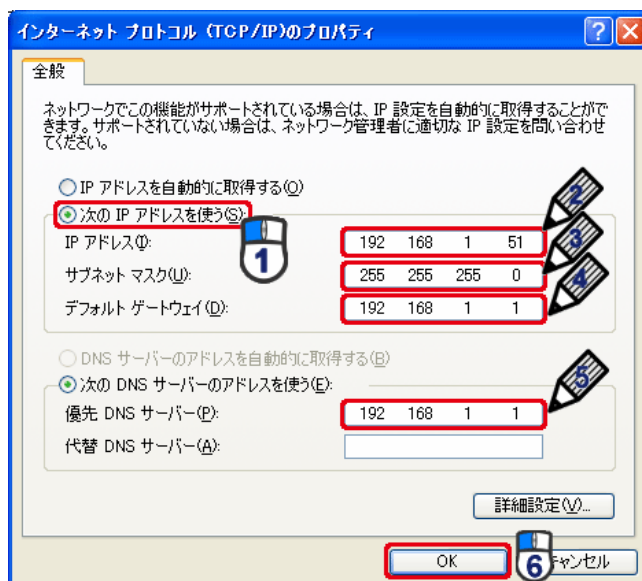 インターネット プロトコル (TCP/IP)のプロパティ
全般
ネットワークでこの機能がサポートされている場合は、IP 設定を自動的に取得することがで
きます。サポートされていない場合は、ネットワーク管理者に適切な IP 設定を問い合わせ
てください。
IP アドレスを自動的に取得する(O)
次の IP アドレスを使う(S):
1
IP アドレス(I): 192 168 1 51
2
サブネット マスク(U): 255 255 255 0
3
デフォルト ゲートウェイ(D): 192 168 1 1
4
DNS サーバーのアドレスを自動的に取得する(B)
次の DNS サーバーのアドレスを使う(E):
優先 DNS サーバー(P): 192 168 1 1
5
代替 DNS サーバー(A):
詳細設定(V)...
OK
6
ャンセル